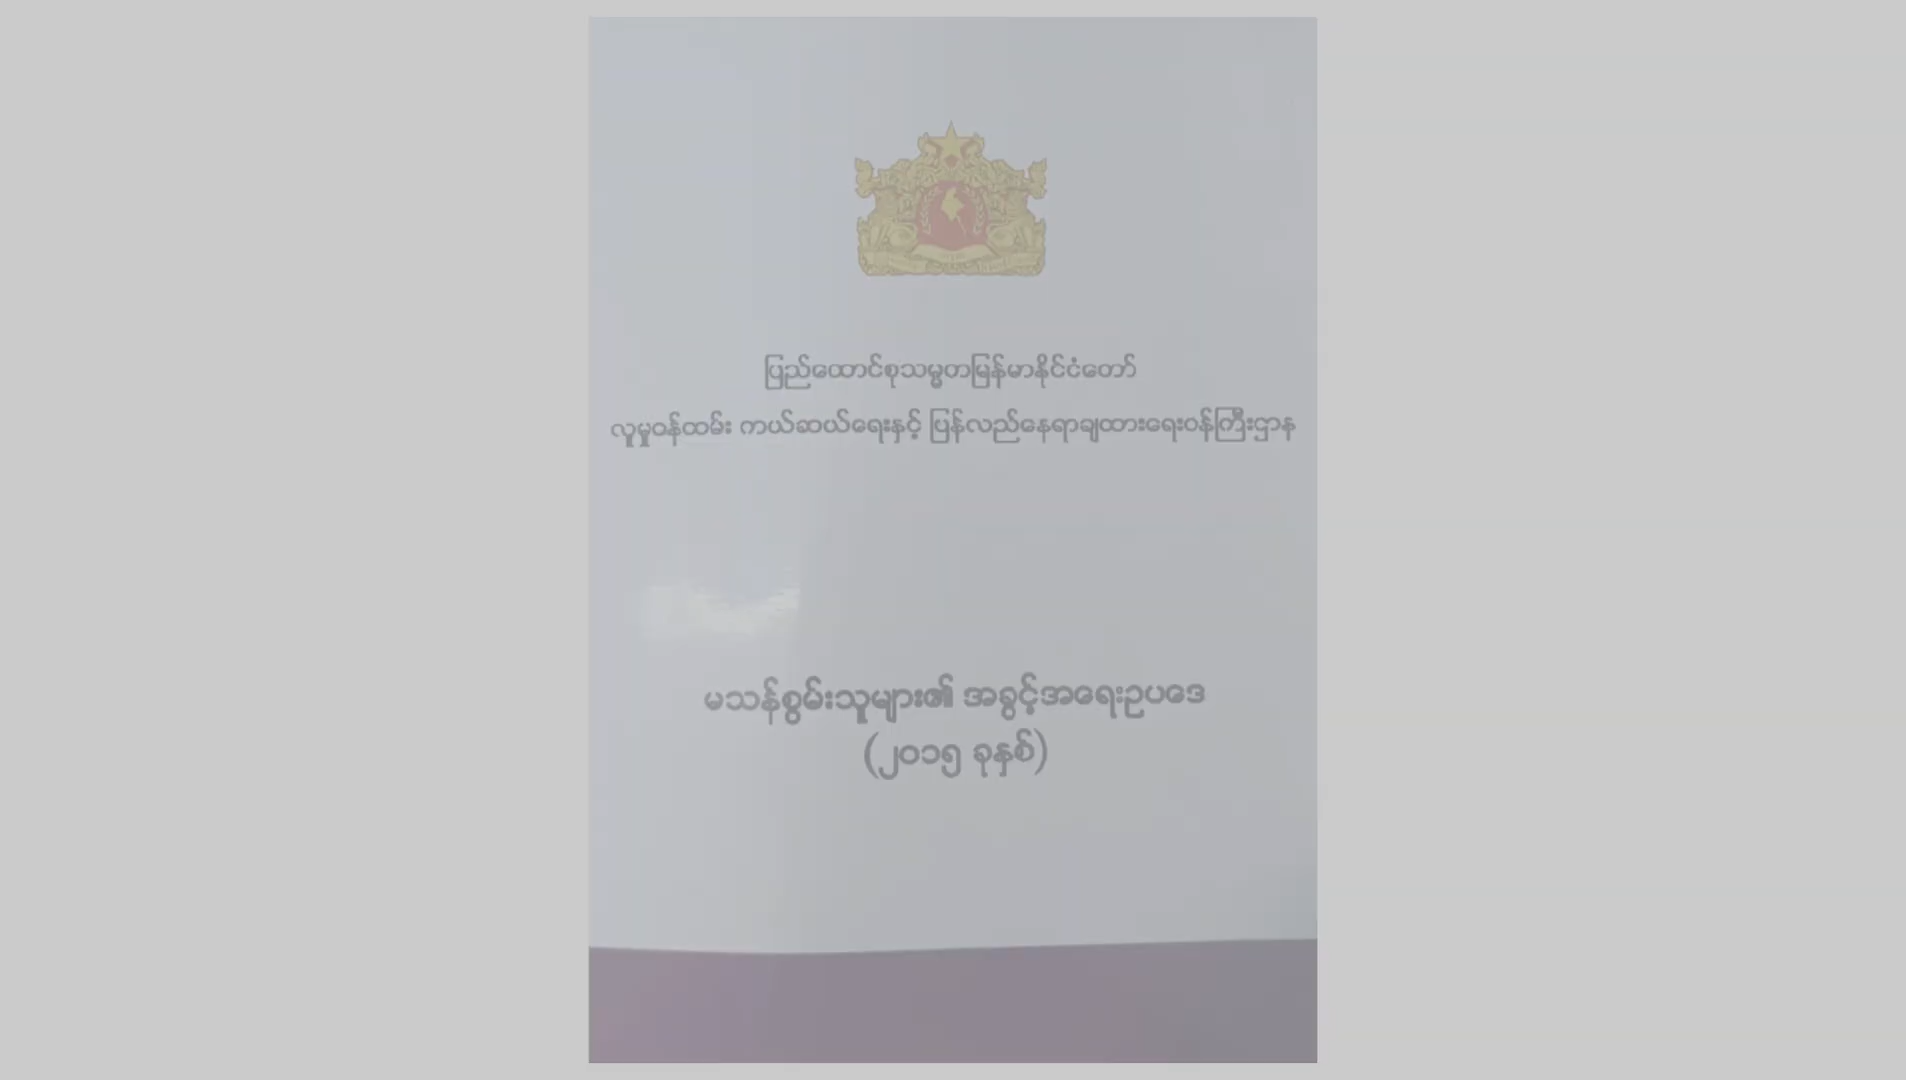 ပြည်ထောင်စုသမ္မတမြန်မာနိုင်ငံတော်
လူမှုဝန်ထမ်း ကယ်ဆယ်ရေးနှင့် ပြန်လည်နေရာချထားရေးဝန်ကြီးဌာန
မသန်စွမ်းသူများ၏ အခွင့်အရေးဥပဒေ
(၂၀၁၅ ခုနှစ်)